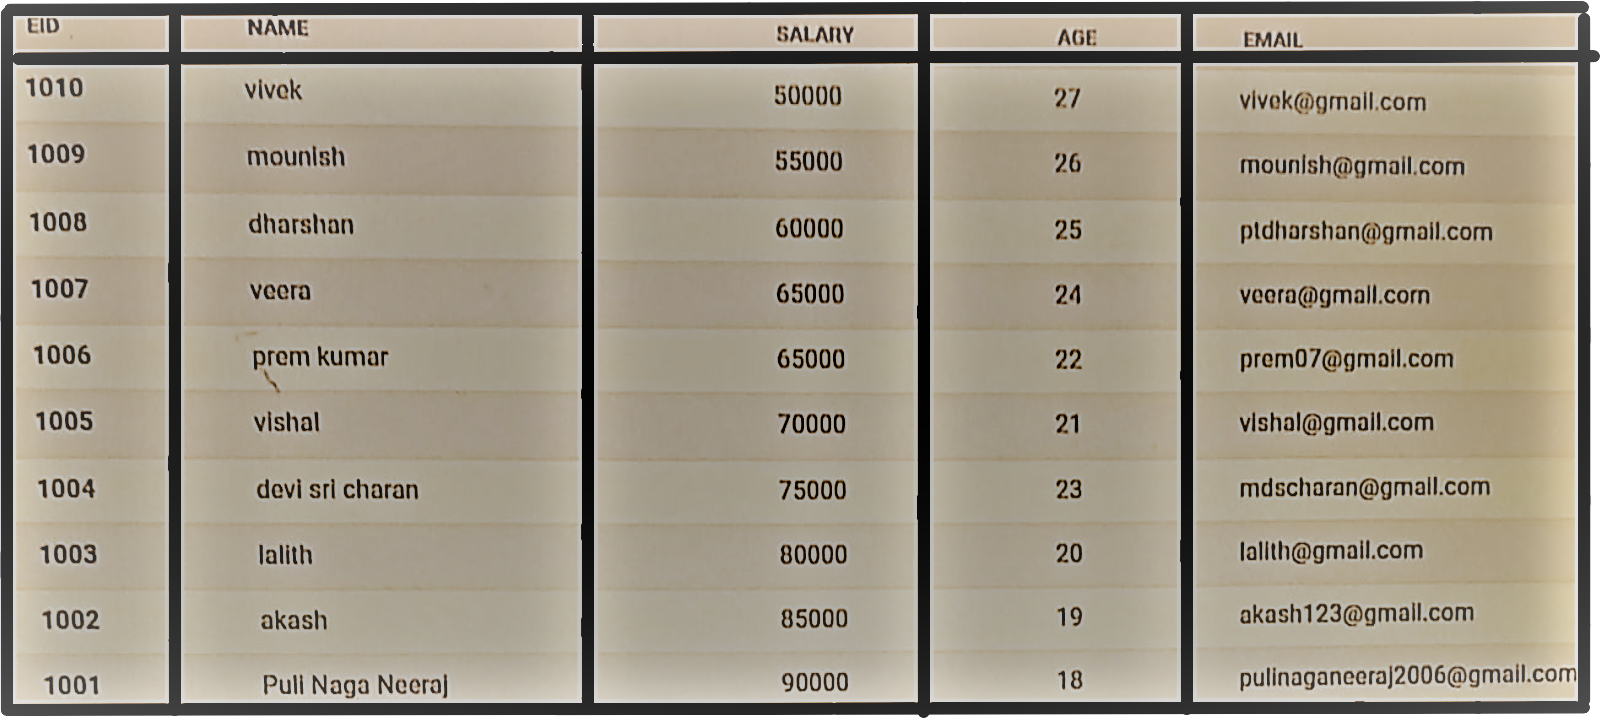 EID NAME SALARY AGE EMAIL
1010 vivek 50000 27 vivek@gmail.com
1009 mounish 55000 26 mounish@gmail.com
1008 dharshan 60000 25 ptdharshan@gmail.com
1007 veera 65000 24 veera@gmail.com
1006 prem kumar 65000 22 prem07@gmail.com
1005 vishal 70000 21 vishal@gmail.com
1004 devi sri charan 75000 23 mdscharan@gmail.com
1003 lalith 80000 20 lalith@gmail.com
1002 akash 85000 19 akash123@gmail.com
1001 Puli Naga Neeraj 90000 18 pulinaganeeraj2006@gmail.com